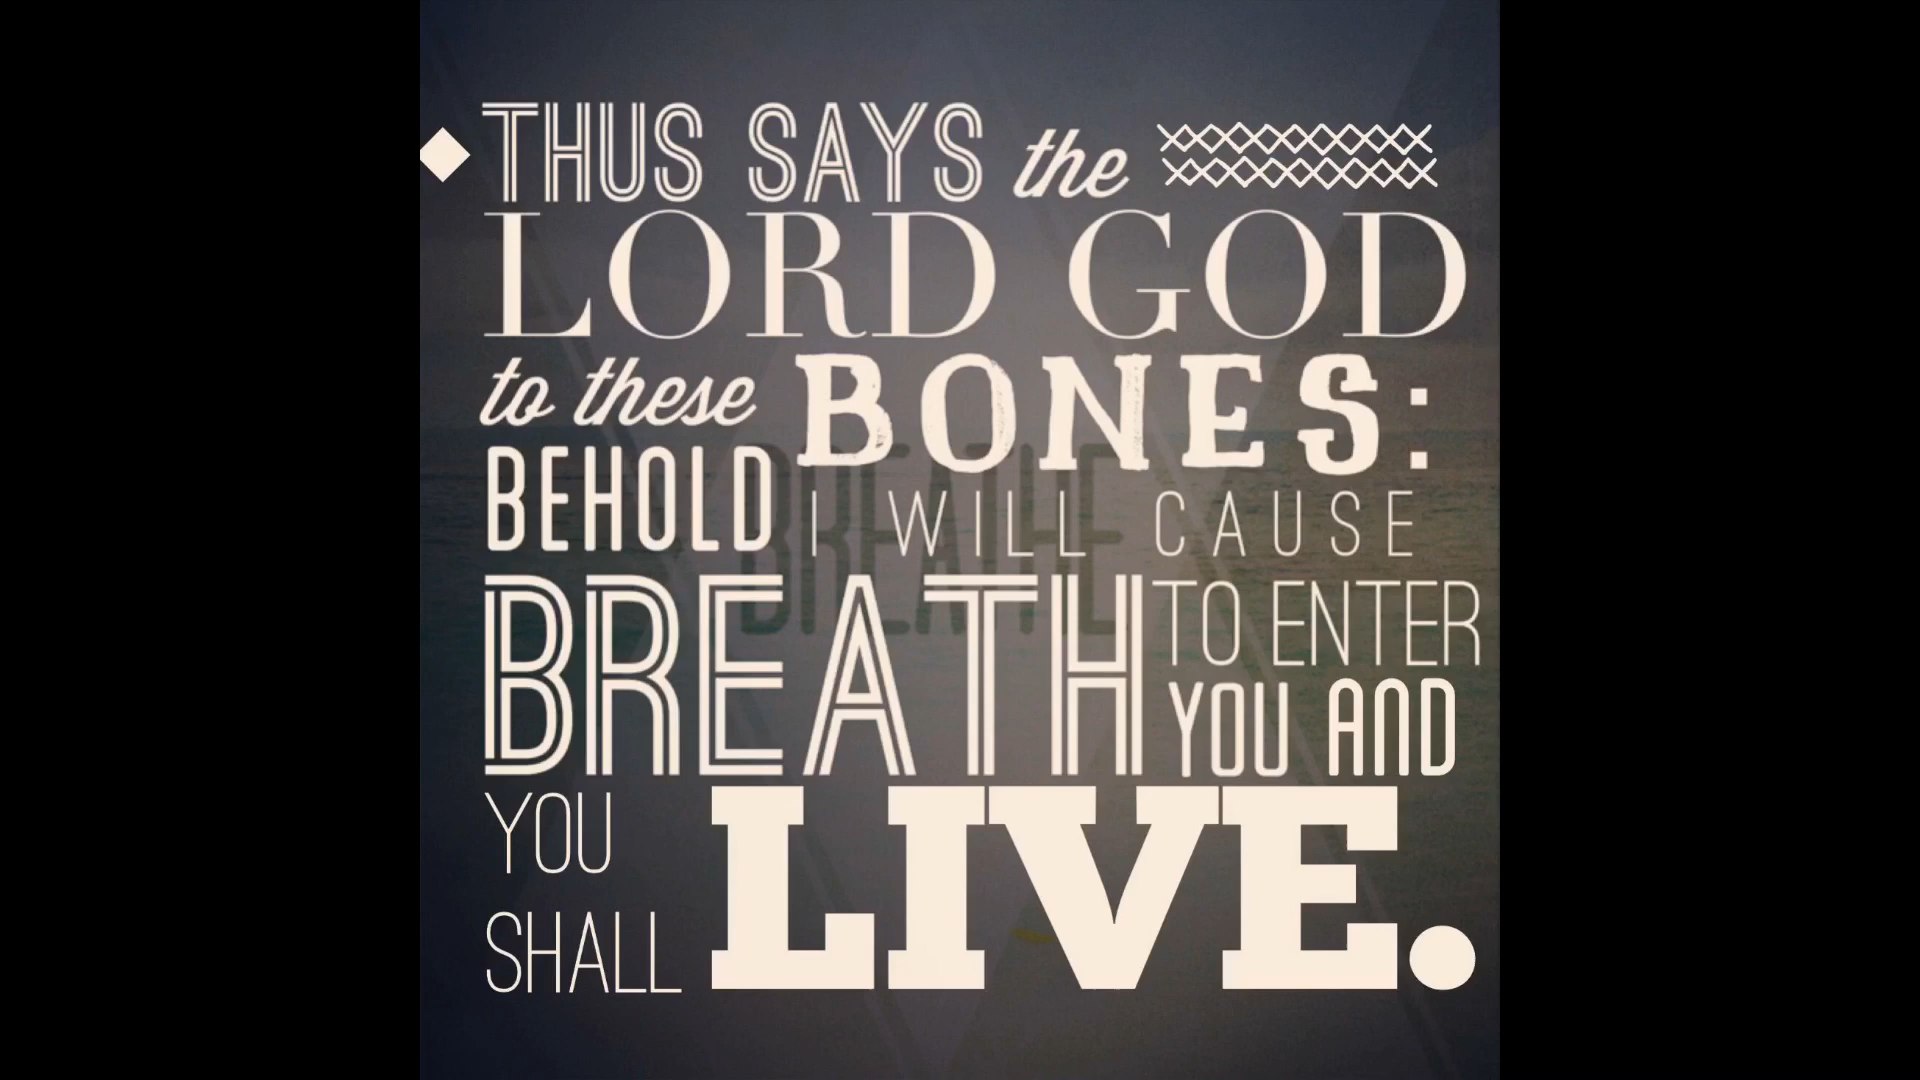 THUS SAYS the
LORD GOD
to these BONES:
BEHOLD I WILL CAUSE
BREATHE
BREATH TO ENTER
YOU AND
YOU
SHALL LIVE.